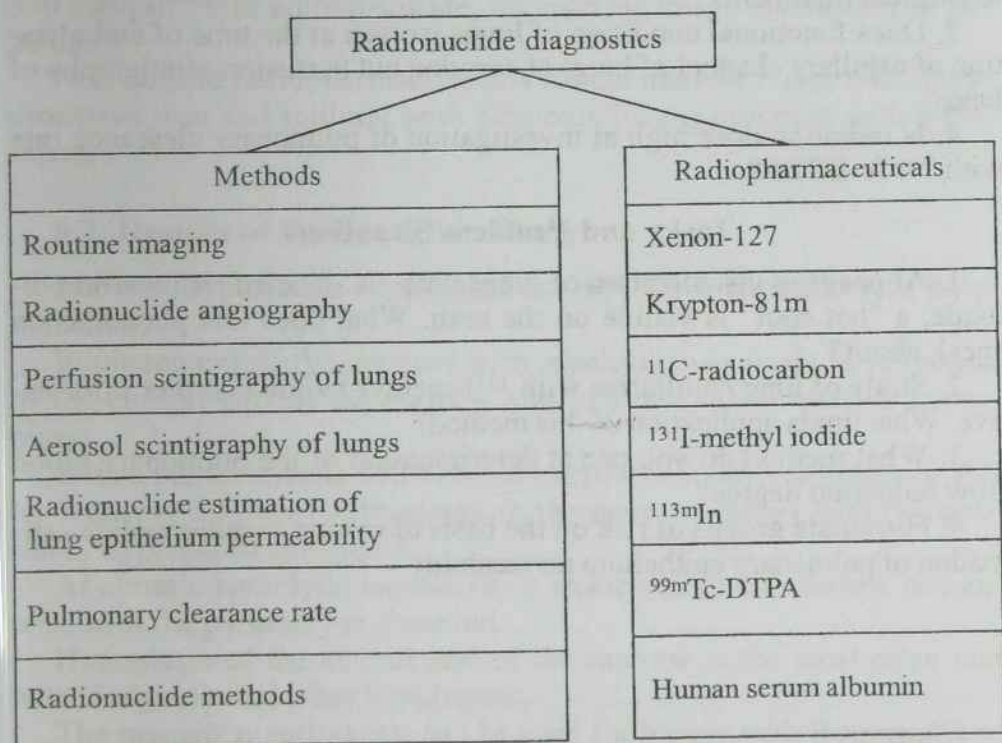 Radionuclide diagnostics
Methods
Routine imaging
Radionuclide angiography
Perfusion scintigraphy of lungs
Aerosol scintigraphy of lungs
Radionuclide estimation of
lung epithelium permeability
Pulmonary clearance rate
Radionuclide methods
Radiopharmaceuticals
Xenon-127
Krypton-81m
¹¹C-radiocarbon
¹³¹I-methyl iodide
¹¹³ᵐIn
⁹⁹ᵐTc-DTPA
Human serum albumin